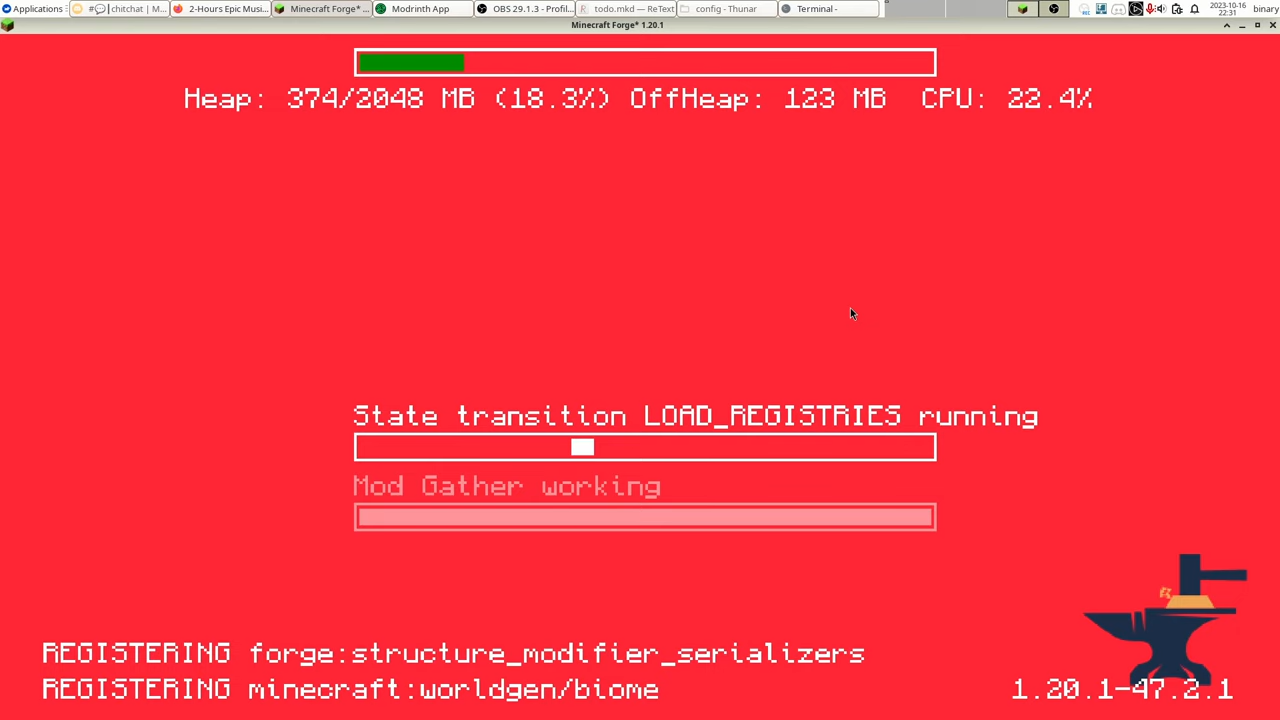 Applications
#💬 | chitchat | M...
2-Hours Epic Musi...
Minecraft Forge* ...
Modrinth App
OBS 29.1.3 - Profil...
todo.mkd — ReText
config - Thunar
Terminal -
2023-10-16
22:31
binary
Minecraft Forge* 1.20.1
Heap: 374/2048 MB (18.3%) OffHeap: 123 MB  CPU: 22.4%
State transition LOAD_REGISTRIES running
Mod Gather working
REGISTERING forge:structure_modifier_serializers
REGISTERING minecraft:worldgen/biome
1.20.1-47.2.1